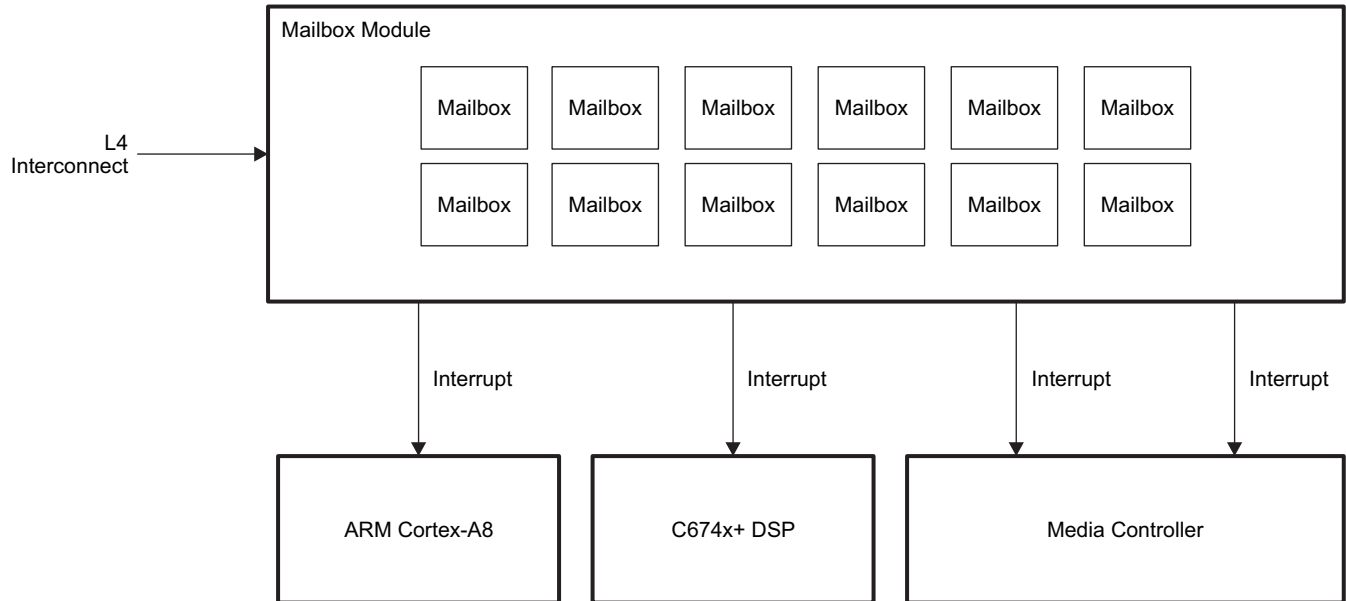 Mailbox Module
Mailbox Mailbox Mailbox Mailbox Mailbox Mailbox
L4
Interconnect
Mailbox Mailbox Mailbox Mailbox Mailbox Mailbox
Interrupt Interrupt Interrupt Interrupt
ARM Cortex-A8 C674x+ DSP Media Controller